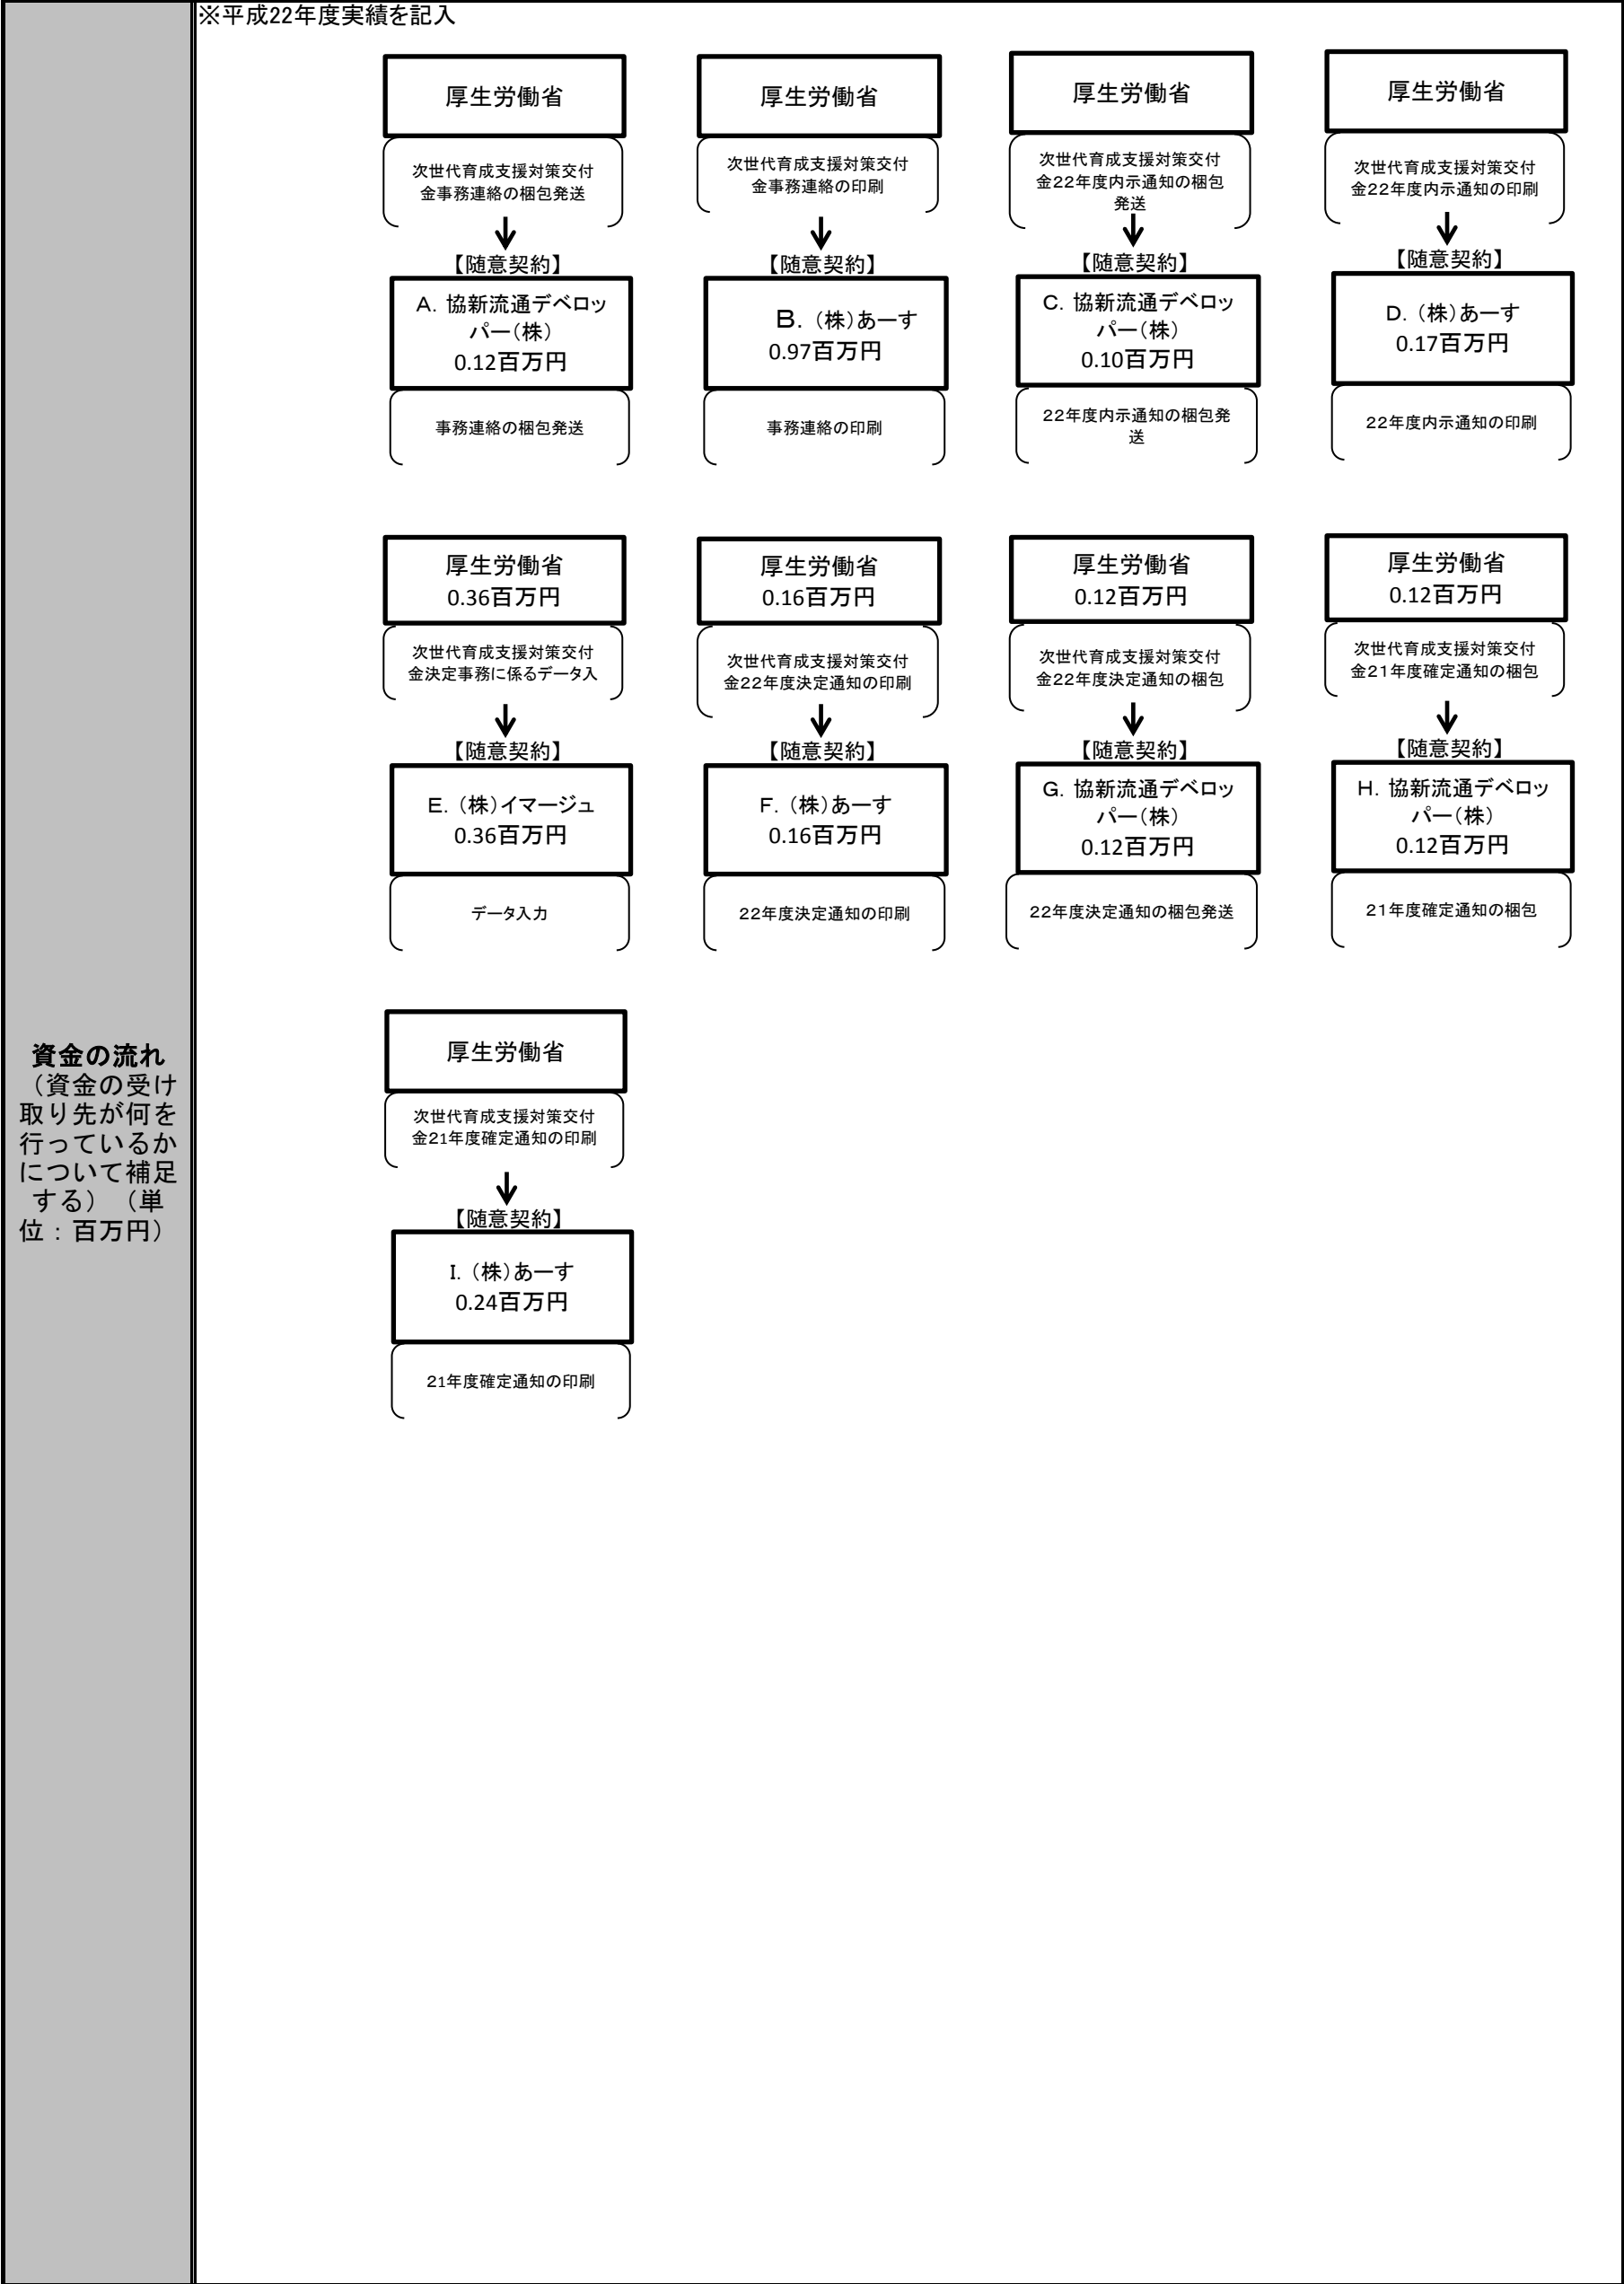 ※平成22年度実績を記入
厚生労働省
次世代育成支援対策交付
金事務連絡の梱包発送
【随意契約】
A. 協新流通デベロッ
パー(株)
0.12百万円
事務連絡の梱包発送
厚生労働省
次世代育成支援対策交付
金事務連絡の印刷
【随意契約】
B. (株)あーす
0.97百万円
事務連絡の印刷
厚生労働省
次世代育成支援対策交付
金22年度内示通知の梱包
発送
【随意契約】
C. 協新流通デベロッ
パー(株)
0.10百万円
22年度内示通知の梱包発
送
厚生労働省
次世代育成支援対策交付
金22年度内示通知の印刷
【随意契約】
D. (株)あーす
0.17百万円
22年度内示通知の印刷
厚生労働省
0.36百万円
次世代育成支援対策交付
金決定事務に係るデータ入
【随意契約】
E. (株)イマージュ
0.36百万円
データ入力
厚生労働省
0.16百万円
次世代育成支援対策交付
金22年度決定通知の印刷
【随意契約】
F. (株)あーす
0.16百万円
22年度決定通知の印刷
厚生労働省
0.12百万円
次世代育成支援対策交付
金22年度決定通知の梱包
【随意契約】
G. 協新流通デベロッ
パー(株)
0.12百万円
22年度決定通知の梱包発送
厚生労働省
0.12百万円
次世代育成支援対策交付
金21年度確定通知の梱包
【随意契約】
H. 協新流通デベロッ
パー(株)
0.12百万円
21年度確定通知の梱包
資金の流れ
(資金の受け
取り先が何を
行っているか
について補足
する) (単
位:百万円)
厚生労働省
次世代育成支援対策交付
金21年度確定通知の印刷
【随意契約】
I. (株)あーす
0.24百万円
21年度確定通知の印刷